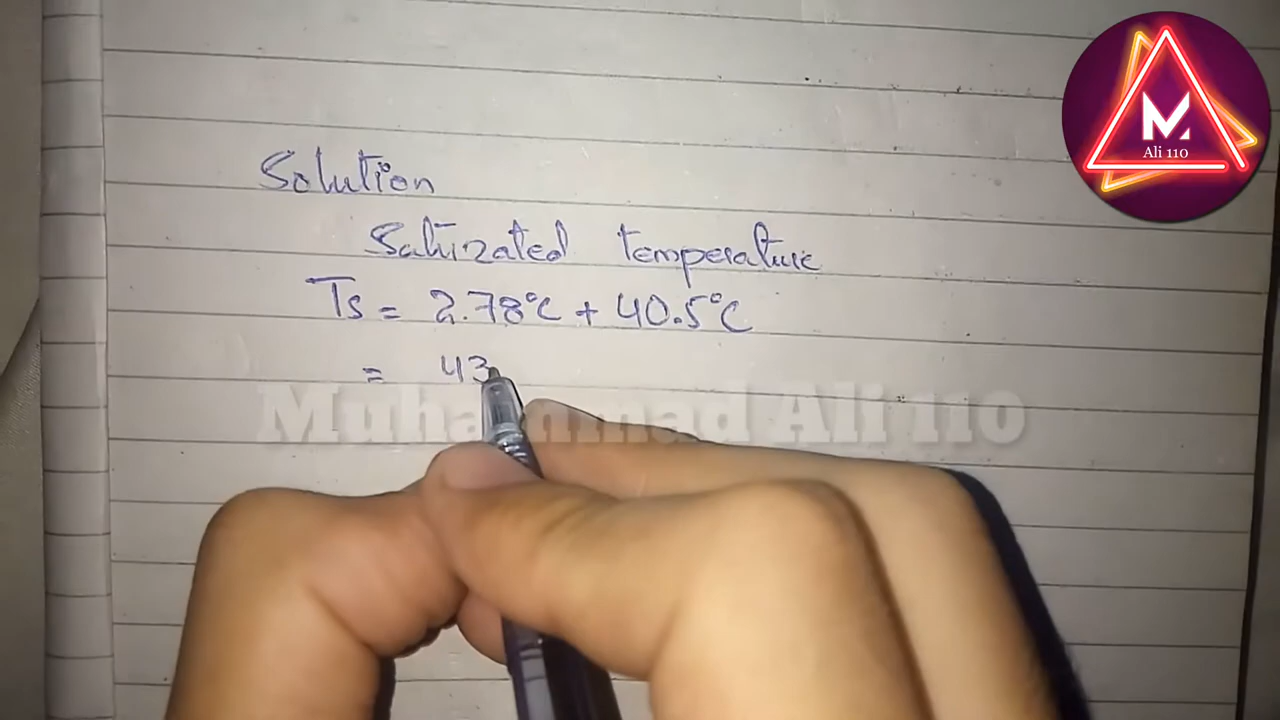 M.
Ali 110
Solution
Saturated temperature
Ts = 2.78°C + 40.5°C
= 43
Muhammad Ali 110